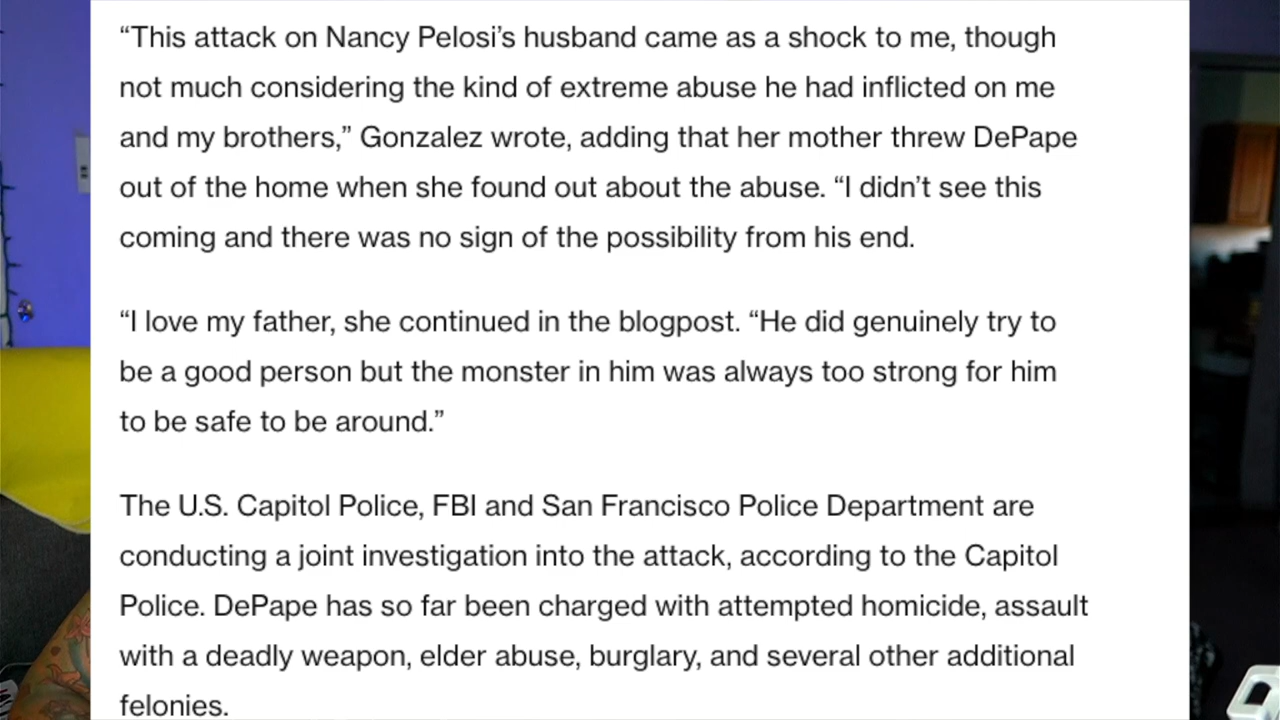 “This attack on Nancy Pelosi’s husband came as a shock to me, though
not much considering the kind of extreme abuse he had inflicted on me
and my brothers,” Gonzalez wrote, adding that her mother threw DePape
out of the home when she found out about the abuse. “I didn’t see this
coming and there was no sign of the possibility from his end.
“I love my father, she continued in the blogpost. “He did genuinely try to
be a good person but the monster in him was always too strong for him
to be safe to be around.”
The U.S. Capitol Police, FBI and San Francisco Police Department are
conducting a joint investigation into the attack, according to the Capitol
Police. DePape has so far been charged with attempted homicide, assault
with a deadly weapon, elder abuse, burglary, and several other additional
felonies.